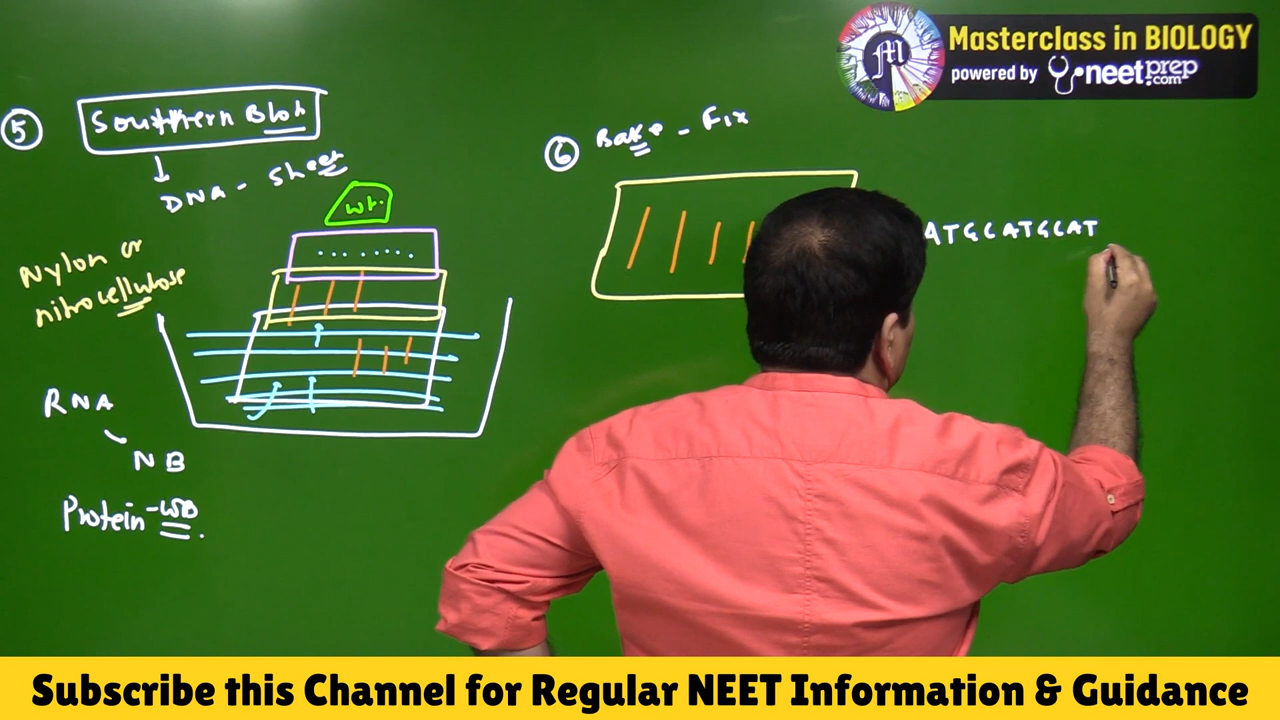 Masterclass in BIOLOGY
powered by neetprep.com
5 Southern Blot
DNA - Sheet
wt.
Nylon or
nitrocellulose
RNA
NB
Protein - WB.
6 Bake - Fix
ATGCATGCAT
Subscribe this Channel for Regular NEET Information & Guidance